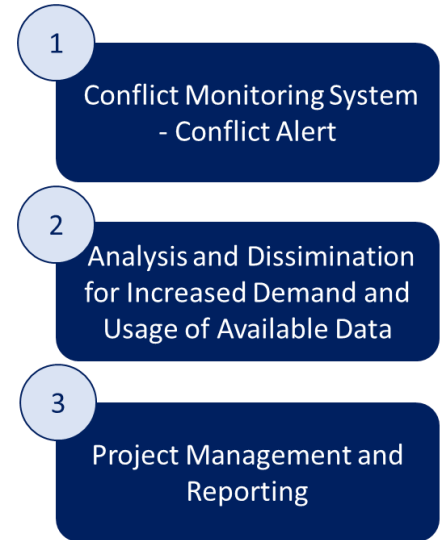 1
Conflict Monitoring System
- Conflict Alert
2
Analysis and Dissimination
for Increased Demand and
Usage of Available Data
3
Project Management and
Reporting